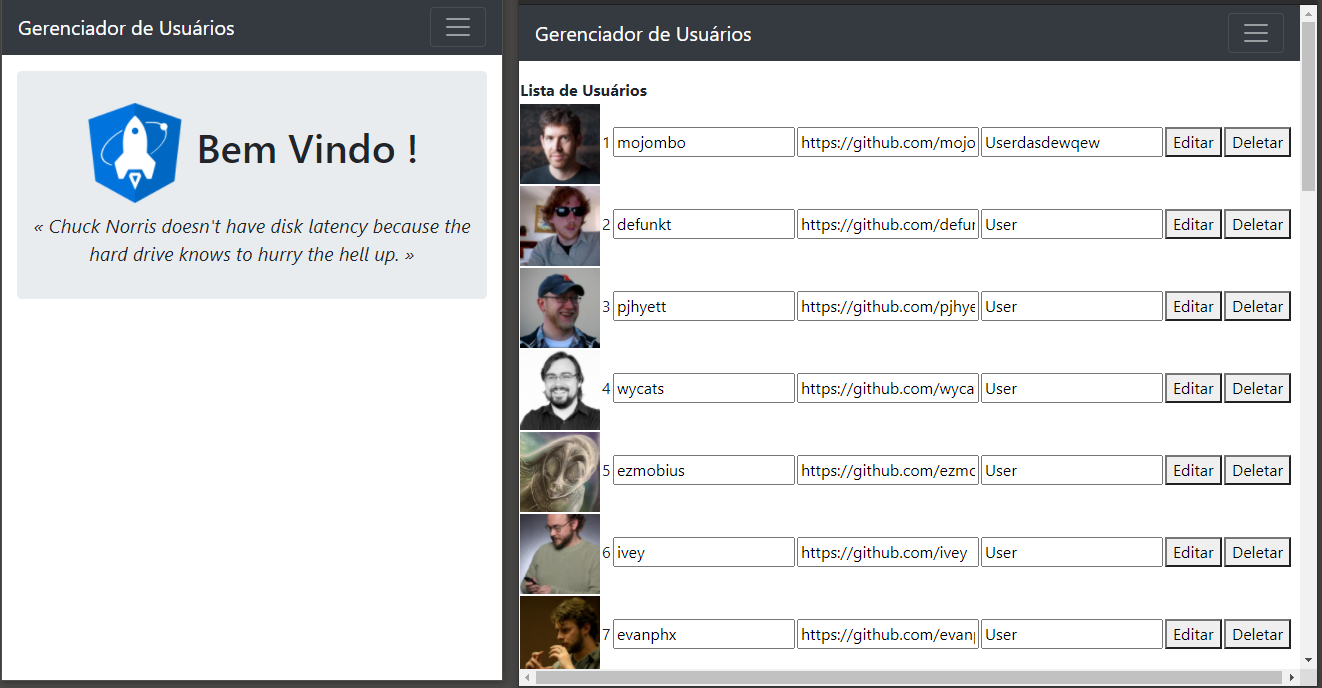 Gerenciador de Usuários
Bem Vindo !
« Chuck Norris doesn't have disk latency because the
hard drive knows to hurry the hell up. »
Gerenciador de Usuários
Lista de Usuários
1 mojombo https://github.com/mojo Userdasdewqew Editar Deletar
2 defunkt https://github.com/defur User Editar Deletar
3 pjhyett https://github.com/pjhye User Editar Deletar
4 wycats https://github.com/wyca User Editar Deletar
5 ezmobius https://github.com/ezmo User Editar Deletar
6 ivey https://github.com/ivey User Editar Deletar
7 evanphx https://github.com/evanp User Editar Deletar